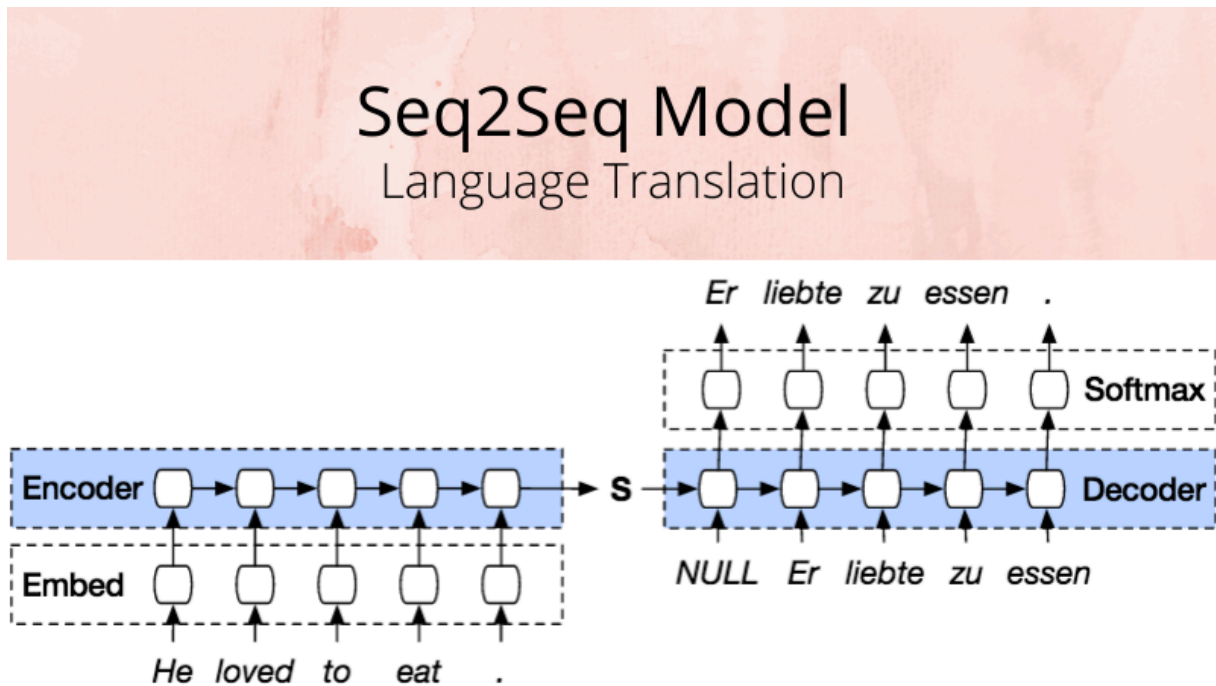 Seq2Seq Model
Language Translation
Er liebte zu essen .
Softmax
Encoder
S
Decoder
NULL Er liebte zu essen
Embed
He loved to eat .